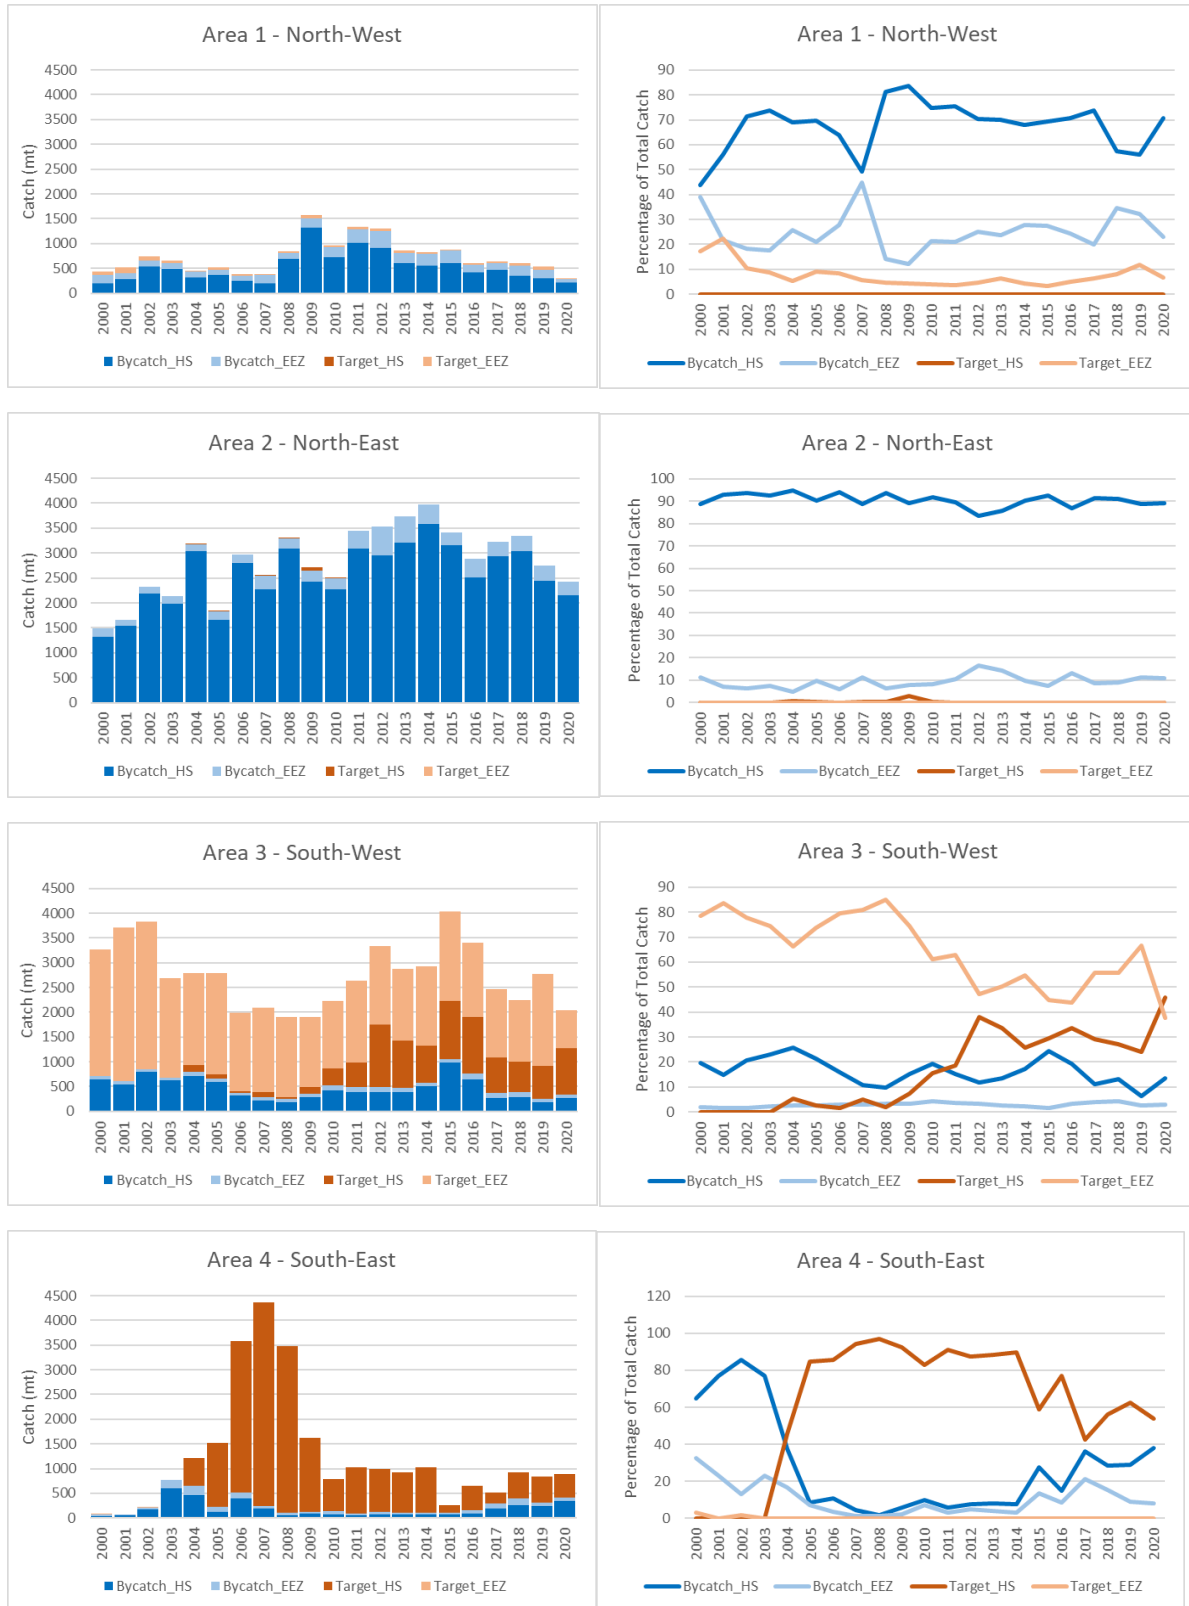 Area 1 - North-West
Catch (mt)
4500
4000
3500
3000
2500
2000
1500
1000
500
0
2000 2001 2002 2003 2004 2005 2006 2007 2008 2009 2010 2011 2012 2013 2014 2015 2016 2017 2018 2019 2020
Bycatch_HS Bycatch_EEZ Target_HS Target_EEZ
Area 1 - North-West
Percentage of Total Catch
90
80
70
60
50
40
30
20
10
0
2000 2001 2002 2003 2004 2005 2006 2007 2008 2009 2010 2011 2012 2013 2014 2015 2016 2017 2018 2019 2020
Bycatch_HS Bycatch_EEZ Target_HS Target_EEZ
Area 2 - North-East
Catch (mt)
4500
4000
3500
3000
2500
2000
1500
1000
500
0
2000 2001 2002 2003 2004 2005 2006 2007 2008 2009 2010 2011 2012 2013 2014 2015 2016 2017 2018 2019 2020
Bycatch_HS Bycatch_EEZ Target_HS Target_EEZ
Area 2 - North-East
Percentage of Total Catch
100
90
80
70
60
50
40
30
20
10
0
2000 2001 2002 2003 2004 2005 2006 2007 2008 2009 2010 2011 2012 2013 2014 2015 2016 2017 2018 2019 2020
Bycatch_HS Bycatch_EEZ Target_HS Target_EEZ
Area 3 - South-West
Catch (mt)
4500
4000
3500
3000
2500
2000
1500
1000
500
0
2000 2001 2002 2003 2004 2005 2006 2007 2008 2009 2010 2011 2012 2013 2014 2015 2016 2017 2018 2019 2020
Bycatch_HS Bycatch_EEZ Target_HS Target_EEZ
Area 3 - South-West
Percentage of Total Catch
90
80
70
60
50
40
30
20
10
0
2000 2001 2002 2003 2004 2005 2006 2007 2008 2009 2010 2011 2012 2013 2014 2015 2016 2017 2018 2019 2020
Bycatch_HS Bycatch_EEZ Target_HS Target_EEZ
Area 4 - South-East
Catch (mt)
4500
4000
3500
3000
2500
2000
1500
1000
500
0
2000 2001 2002 2003 2004 2005 2006 2007 2008 2009 2010 2011 2012 2013 2014 2015 2016 2017 2018 2019 2020
Bycatch_HS Bycatch_EEZ Target_HS Target_EEZ
Area 4 - South-East
Percentage of Total Catch
120
100
80
60
40
20
0
2000 2001 2002 2003 2004 2005 2006 2007 2008 2009 2010 2011 2012 2013 2014 2015 2016 2017 2018 2019 2020
Bycatch_HS Bycatch_EEZ Target_HS Target_EEZ